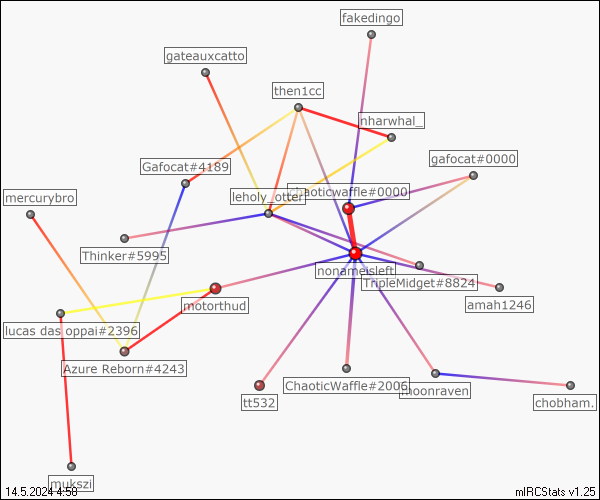 fakedingo
gateauxcatto
then1cc
nharwhal_
gafocat#0000
Gafocat#4189
mercurybro
leholy_otter
chaoticwaffle#0000
Thinker#5995
nonameisleft
TripleMidget#8824
amah1246
motorthud
lucas das oppai#2396
Azure Reborn#4243
ChaoticWaffle#2006
moonraven
tt532
chobham.
mukszi
14.5.2024 4:58
mIRCStats v1.25